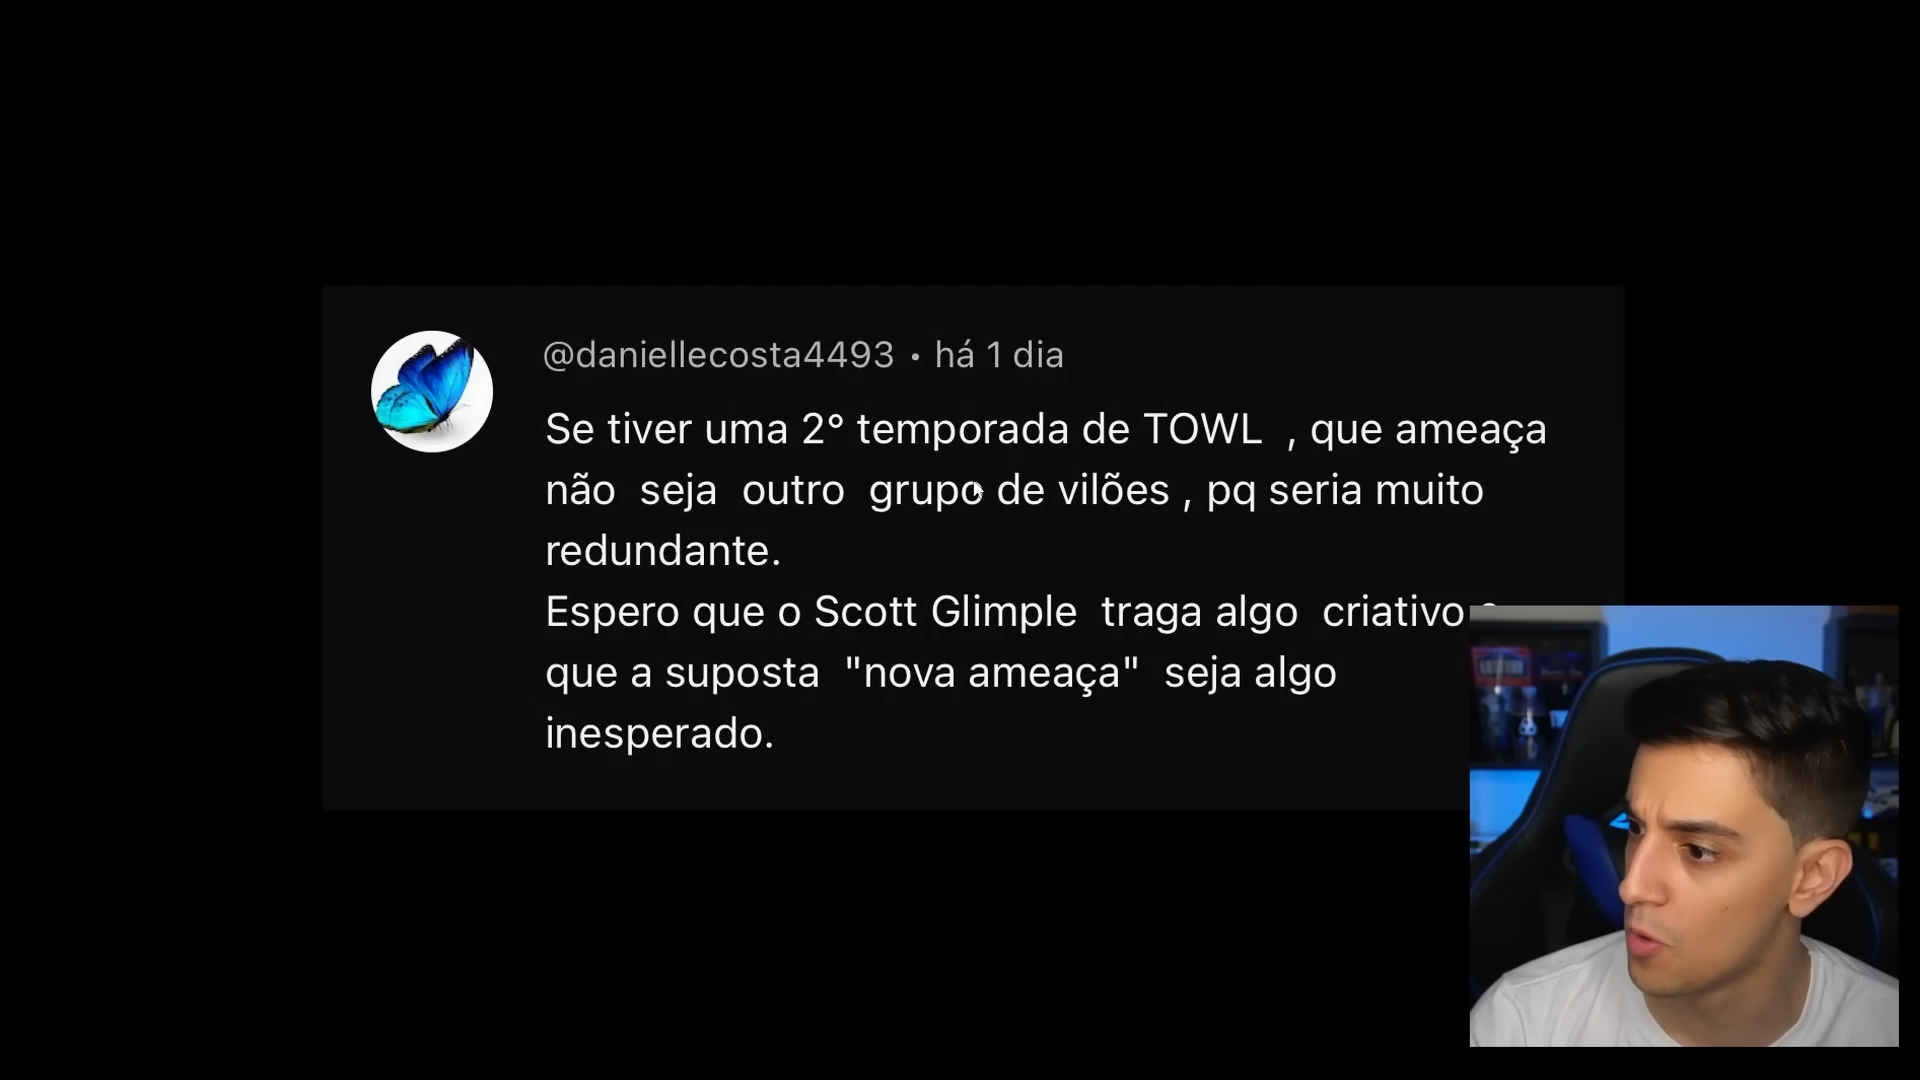 @daniellecosta4493 • há 1 dia
Se tiver uma 2° temporada de TOWL , que ameaça
não seja outro grupo de vilões , pq seria muito
redundante.
Espero que o Scott Glimple traga algo criativo
que a suposta "nova ameaça" seja algo
inesperado.